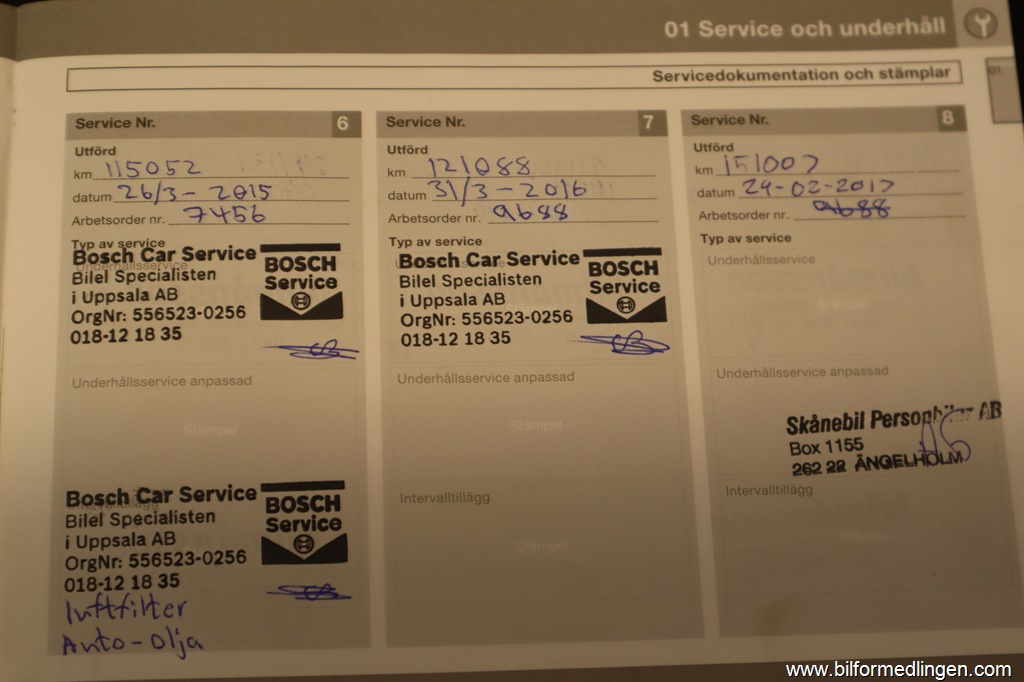 01 Service och underhåll
01
Servicedokumentation och stämplar
Service Nr. 6
Utförd
km 115052
datum 26/3-2015
Arbetsorder nr. 7456
Typ av service
Underhållsservice
Bosch Car Service
Bilel Specialisten
i Uppsala AB
OrgNr: 556523-0256
018-12 18 35
BOSCH
Service
Underhållsservice anpassad
Stämpel
Intervalltillägg
Bosch Car Service
Bilel Specialisten
i Uppsala AB
OrgNr: 556523-0256
018-12 18 35
BOSCH
Service
luftfilter
Auto-olja
Service Nr. 7
Utförd
km 121088
datum 31/3-2016
Arbetsorder nr. 9688
Typ av service
Bosch Car Service
Bilel Specialisten
i Uppsala AB
OrgNr: 556523-0256
018-12 18 35
BOSCH
Service
Underhållsservice anpassad
Stämpel
Intervalltillägg
Stämpel
Service Nr. 8
Utförd
km 151007
datum 24-02-2017
Arbetsorder nr. 9688
Typ av service
Underhållsservice
Stämpel
Underhållsservice anpassad
Skånebil Personbilar AB
Box 1155
262 22 ÄNGELHOLM
Intervalltillägg
Stämpel
www.bilformedlingen.com